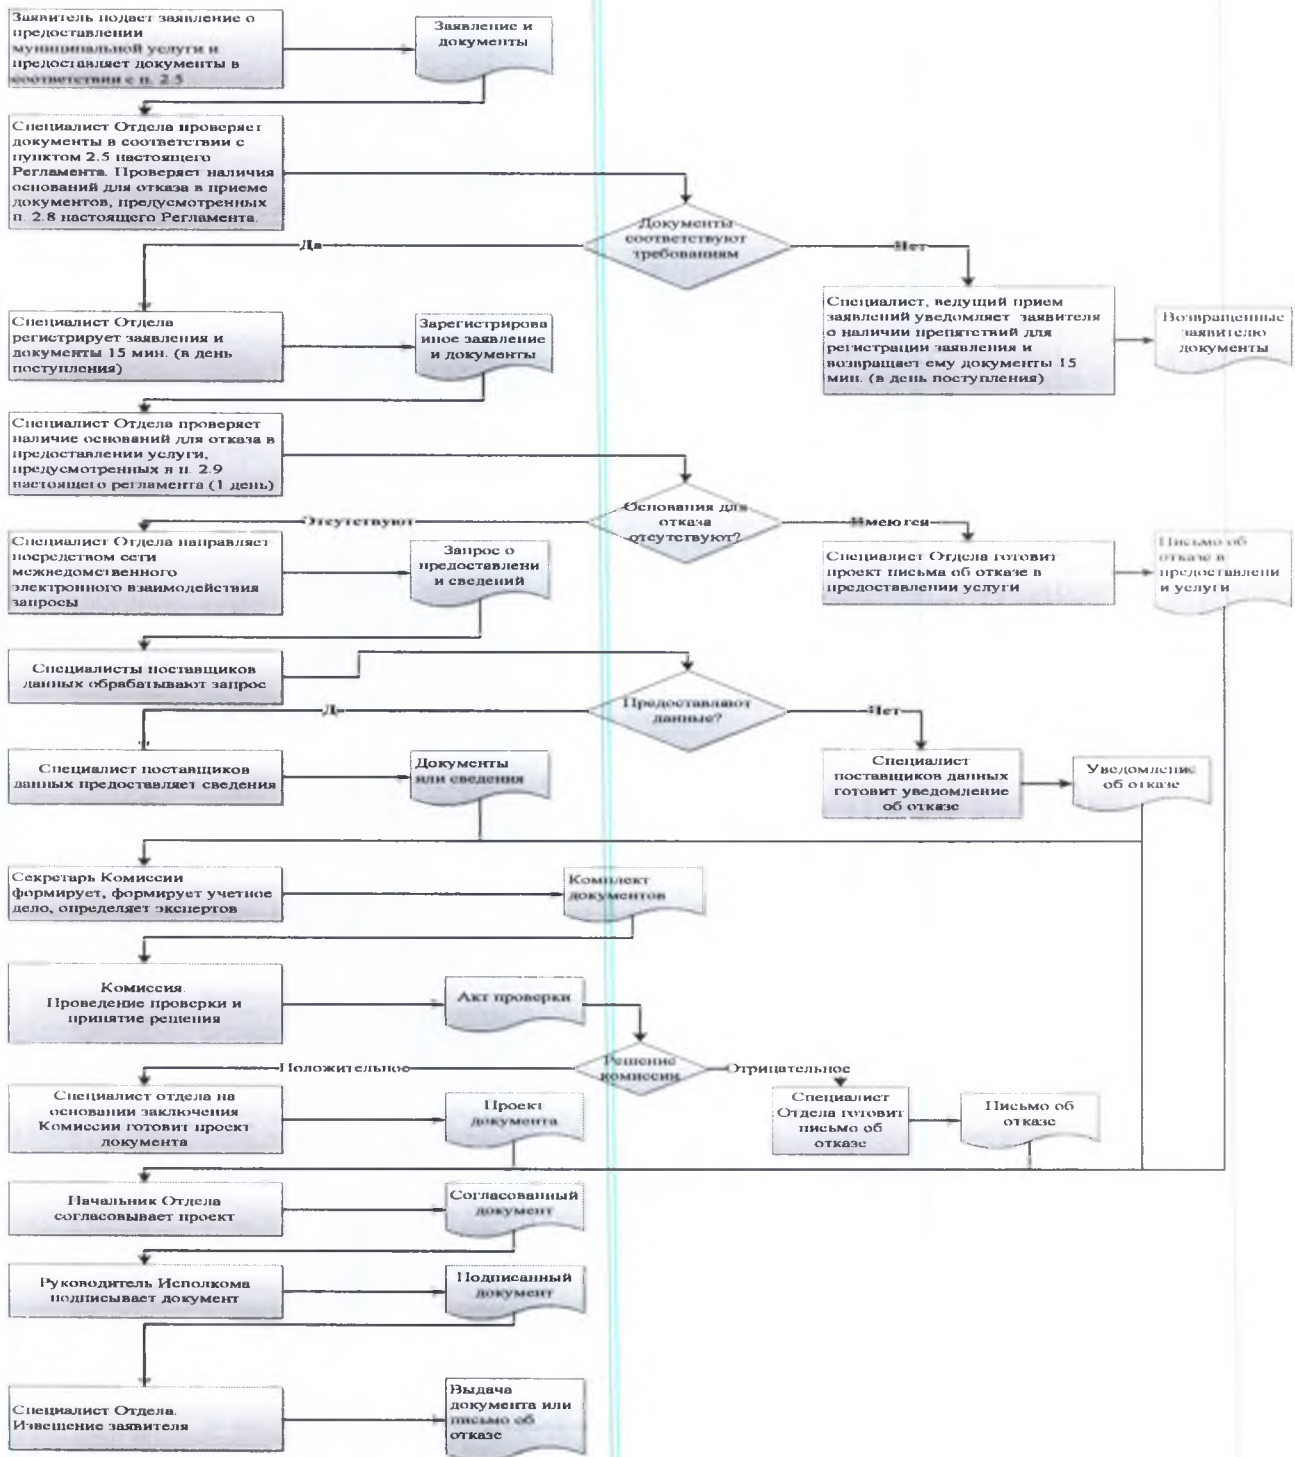 Заявитель подает заявление о
предоставлении
муниципальной услуги и
предоставляет документы в
соответствии с п. 2.5
Заявление и
документы
Специалист Отдела проверяет
документы в соответствии с
пунктом 2.5 настоящего
Регламента. Проверяет наличия
оснований для отказа в приеме
документов, предусмотренных
п. 2.8 настоящего Регламента.
Документы
соответствуют
требованиям
Да
Нет
Специалист Отдела
регистрирует заявления и
документы 15 мин. (в день
поступления)
Зарегистрирова
нное заявление
и документы
Специалист, ведущий прием
заявлений уведомляет заявителя
о наличии препятствий для
регистрации заявления и
возвращает ему документы 15
мин. (в день поступления)
Возвращенные
заявителю
документы
Специалист Отдела проверяет
наличие оснований для отказа в
предоставлении услуги,
предусмотренных в п. 2.9
настоящего регламента (1 день)
Основания для
отказа
отсутствуют?
Отсутствуют
Имеются
Специалист Отдела направляет
посредством сети
межведомственного
электронного взаимодействия
запросы
Запрос о
предоставлени
и сведений
Специалист Отдела готовит
проект письма об отказе в
предоставлении услуги
Письмо об
отказе в
предоставлени
и услуги
Специалисты поставщиков
данных обрабатывают запрос
Предоставляют
данные?
Да
Нет
Специалист поставщиков
данных предоставляет сведения
Документы
или сведения
Специалист
поставщиков данных
готовит уведомление
об отказе
Уведомление
об отказе
Секретарь Комиссии
формирует, формирует учетное
дело, определяет экспертов
Комплект
документов
Комиссия.
Проведение проверки и
принятие решения
Акт проверки
Решение
комиссии
Положительное
Отрицательное
Специалист отдела на
основании заключения
Комиссии готовит проект
документа
Проект
документа
Специалист
Отдела готовит
письмо об
отказе
Письмо об
отказе
Начальник Отдела
согласовывает проект
Согласованный
документ
Руководитель Исполкома
подписывает документ
Подписанный
документ
Специалист Отдела.
Извещение заявителя
Выдача
документа или
письмо об
отказе